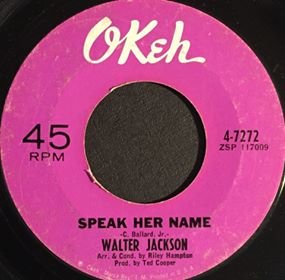 OKeh
45
RPM
4-7272
ZSP 117009
SPEAK HER NAME
-C. Ballard, Jr.-
WALTER JACKSON
Arr. & Cond. by Riley Hampton
Prod. by Ted Cooper